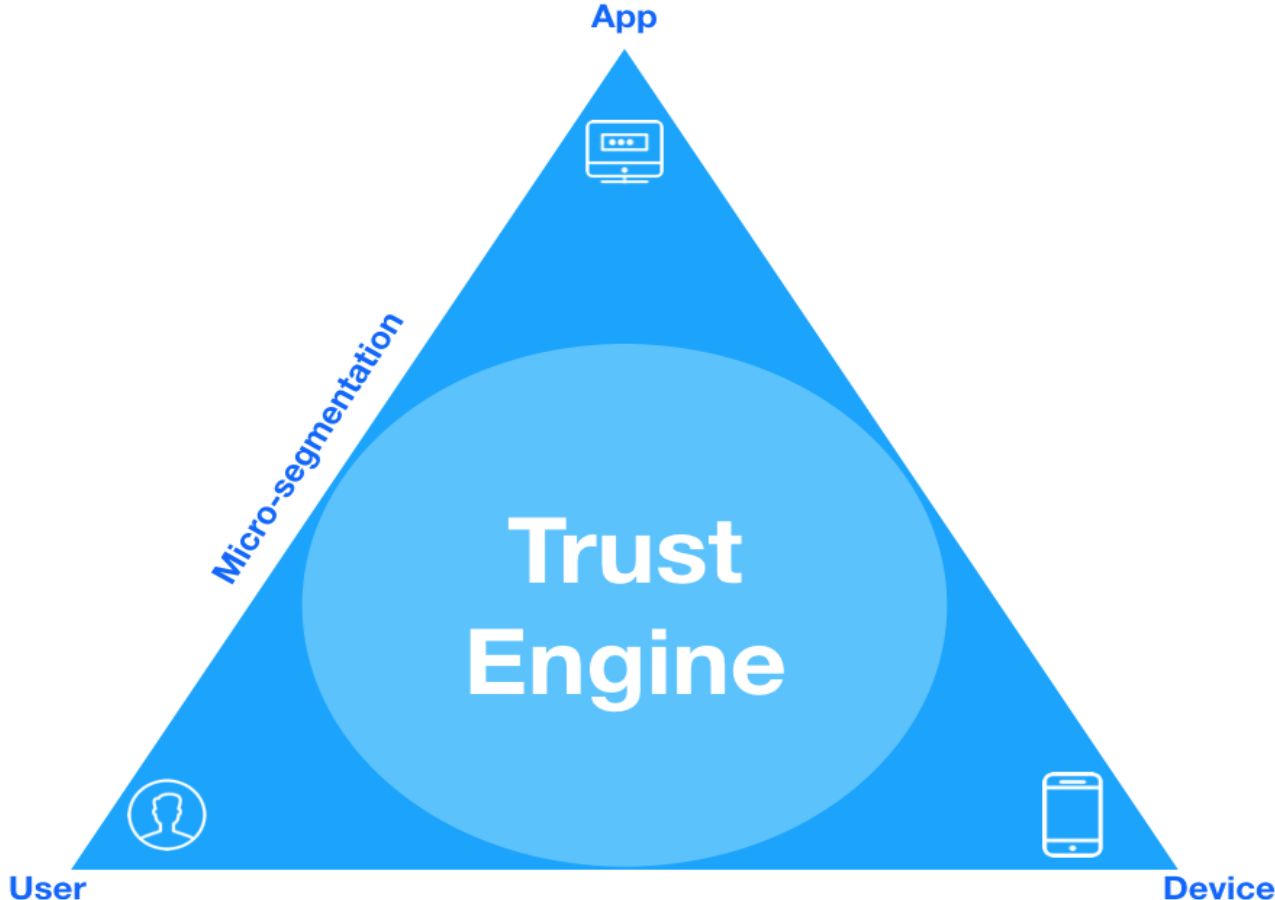 App
Micro-segmentation
Trust
Engine
User
Device